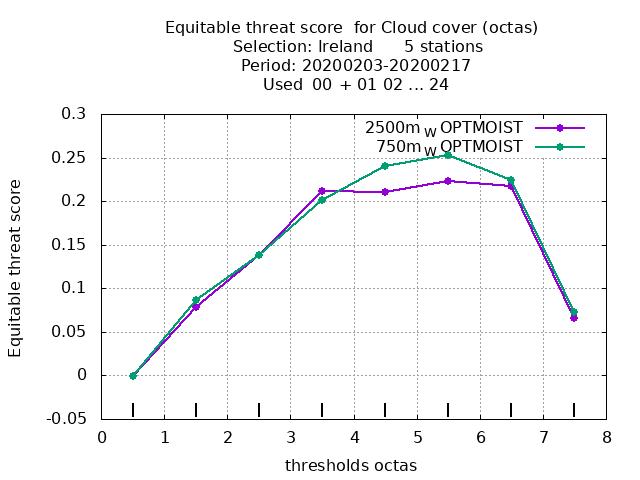 Equitable threat score  for Cloud cover (octas)
Selection: Ireland      5 stations
Period: 20200203-20200217
Used  00 + 01 02 ... 24
2500m_W OPTMOIST
750m_W OPTMOIST
Equitable threat score
0.3
0.25
0.2
0.15
0.1
0.05
0
-0.05
0 1 2 3 4 5 6 7 8
thresholds octas